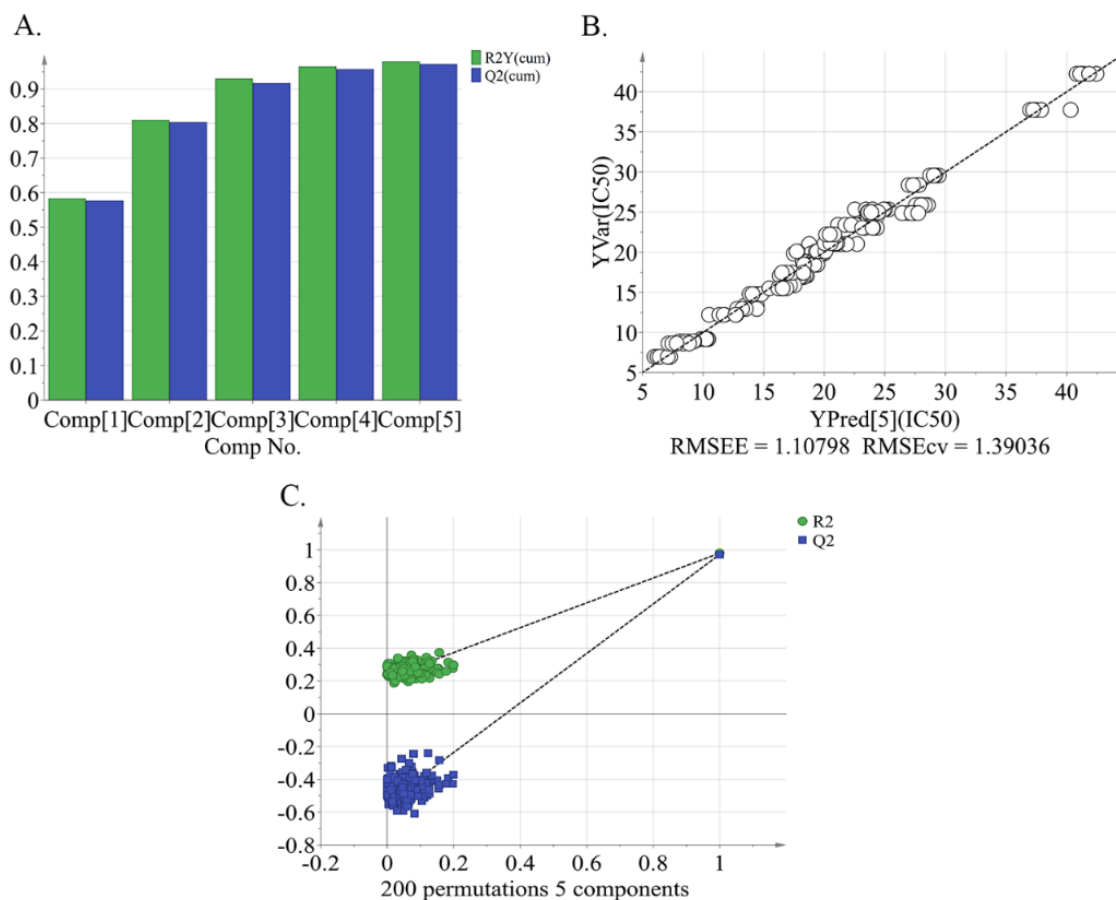 A.
R2Y(cum)
Q2(cum)
0.9
0.8
0.7
0.6
0.5
0.4
0.3
0.2
0.1
0
Comp[1] Comp[2] Comp[3] Comp[4] Comp[5]
Comp No.
B.
YVar(IC50)
40
35
30
25
20
15
10
5
5 10 15 20 25 30 35 40
YPred[5](IC50)
RMSEE = 1.10798 RMSEcv = 1.39036
C.
R2
Q2
1
0.8
0.6
0.4
0.2
0
-0.2
-0.4
-0.6
-0.8
-0.2 0 0.2 0.4 0.6 0.8 1
200 permutations 5 components